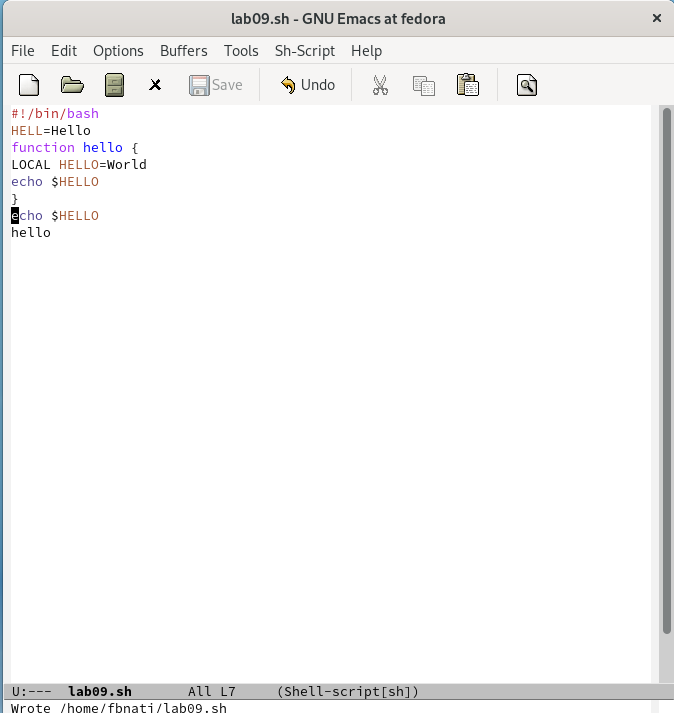 lab09.sh - GNU Emacs at fedora
File Edit Options Buffers Tools Sh-Script Help
Save Undo
#!/bin/bash
HELL=Hello
function hello {
LOCAL HELLO=World
echo $HELLO
}
echo $HELLO
hello
U:--- lab09.sh All L7 (Shell-script[sh])
Wrote /home/fbnati/lab09.sh